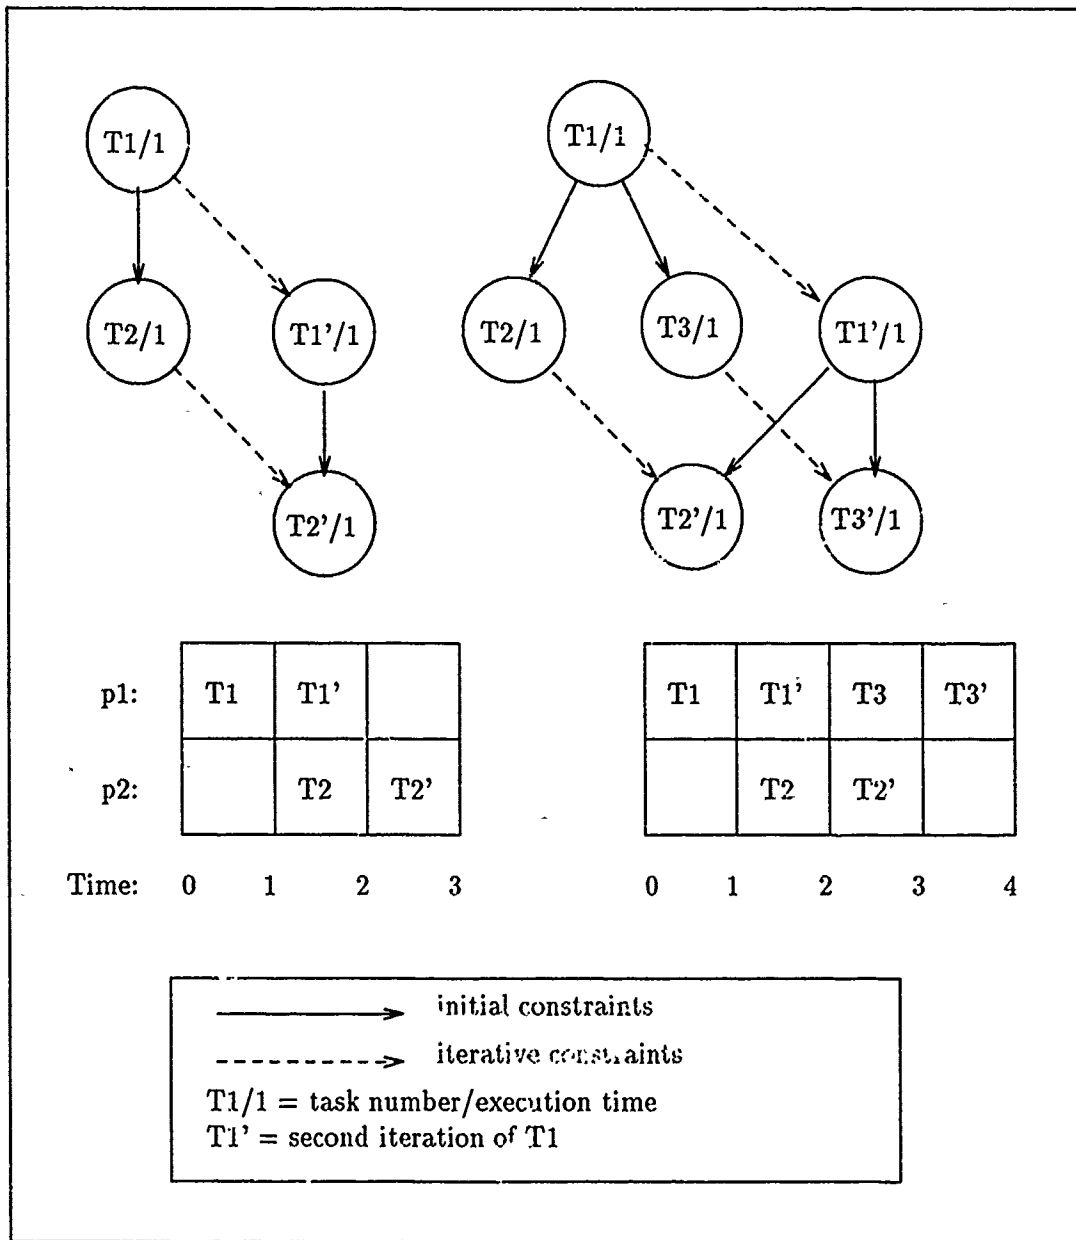 T1/1 T1/1
T2/1 T1'/1 T2/1 T3/1 T1'/1
T2'/1 T2'/1 T3'/1
p1: T1 T1' T1 T1' T3 T3'
p2: T2 T2' T2 T2'
Time: 0 1 2 3 0 1 2 3 4
initial constraints
iterative constraints
T1/1 = task number/execution time
T1' = second iteration of T1